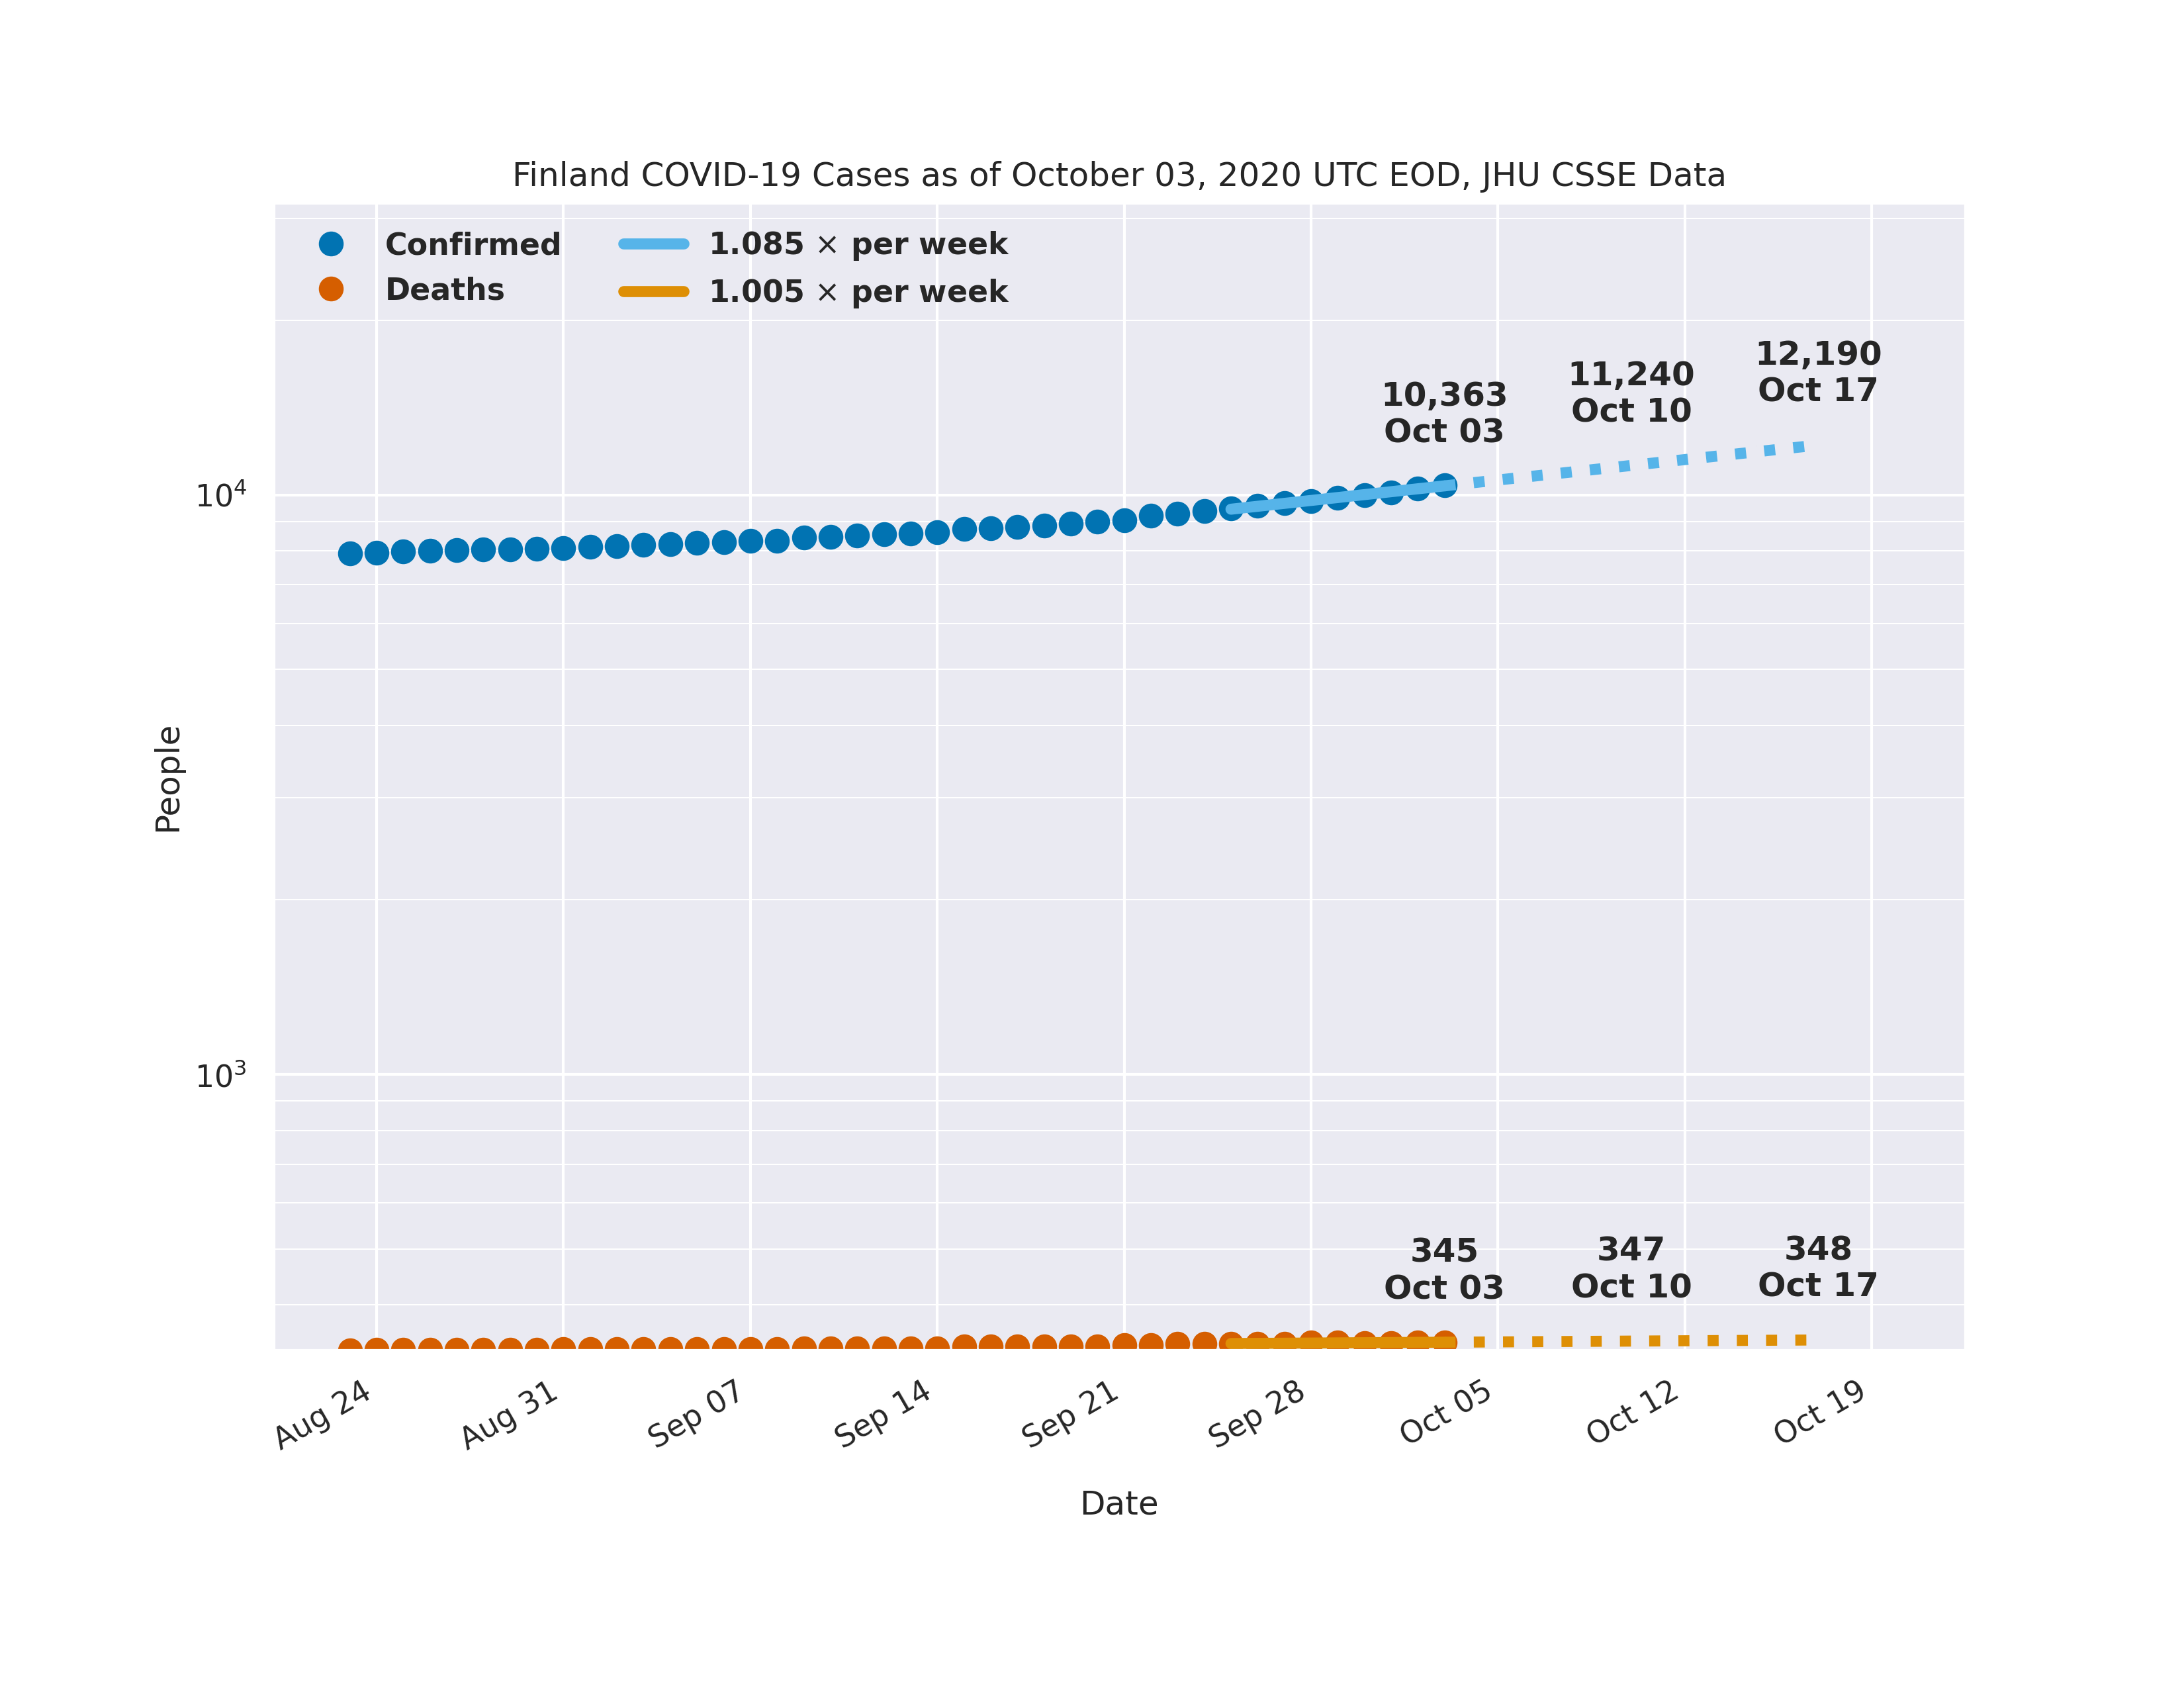 Finland COVID-19 Cases as of October 03, 2020 UTC EOD, JHU CSSE Data
Confirmed
Deaths
1.085 × per week
1.005 × per week
12,190
Oct 17
11,240
Oct 10
10,363
Oct 03
10⁴
People
10³
345
Oct 03
347
Oct 10
348
Oct 17
Aug 24
Aug 31
Sep 07
Sep 14
Sep 21
Sep 28
Oct 05
Oct 12
Oct 19
Date